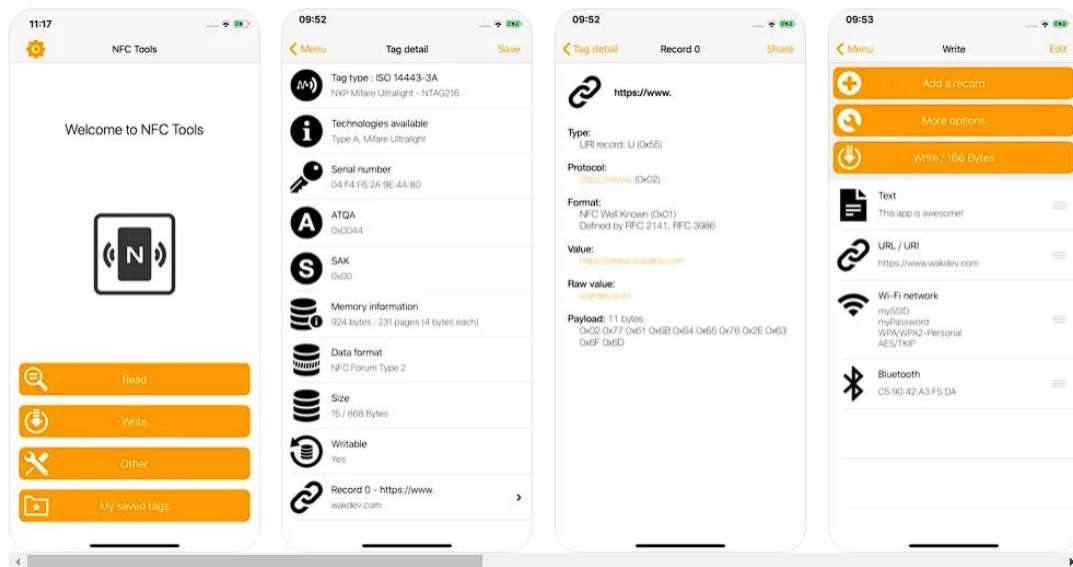 11:17
NFC Tools
Welcome to NFC Tools
N
Read
Write
Other
My saved tags
09:52
Menu
Tag detail
Save
Tag type : ISO 14443-3A
NXP Mifare Ultralight - NTAG216
Technologies available
Type A, Mifare Ultralight
Serial number
04:F4:F6:2A:9E:4A:80
A
ATQA
0x0044
S
SAK
0x00
Memory information
924 bytes : 231 pages (4 bytes each)
Data format
NFC Forum Type 2
Size
15 / 868 Bytes
Writable
Yes
Record 0 - https://www.
wakdev.com
09:52
Tag detail
Record 0
Share
https://www.
Type:
URI record: U (0x55)
Protocol:
https://www. (0x02)
Format:
NFC Well Known (0x01)
Defined by RFC 2141, RFC 3986
Value:
https://www.wakdev.com
Raw value:
wakdev.com
Payload: 11 bytes
0x02 0x77 0x61 0x6B 0x64 0x65 0x76 0x2E 0x63
0x6F 0x6D
09:53
Menu
Write
Edit
Add a record
More options
Write / 166 Bytes
Text
This app is awesome!
URL / URI
https://www.wakdev.com
Wi-Fi network
mySSID
myPassword
WPA/WPA2-Personal
AES/TKIP
Bluetooth
C5:90:42:A3:F5:DA